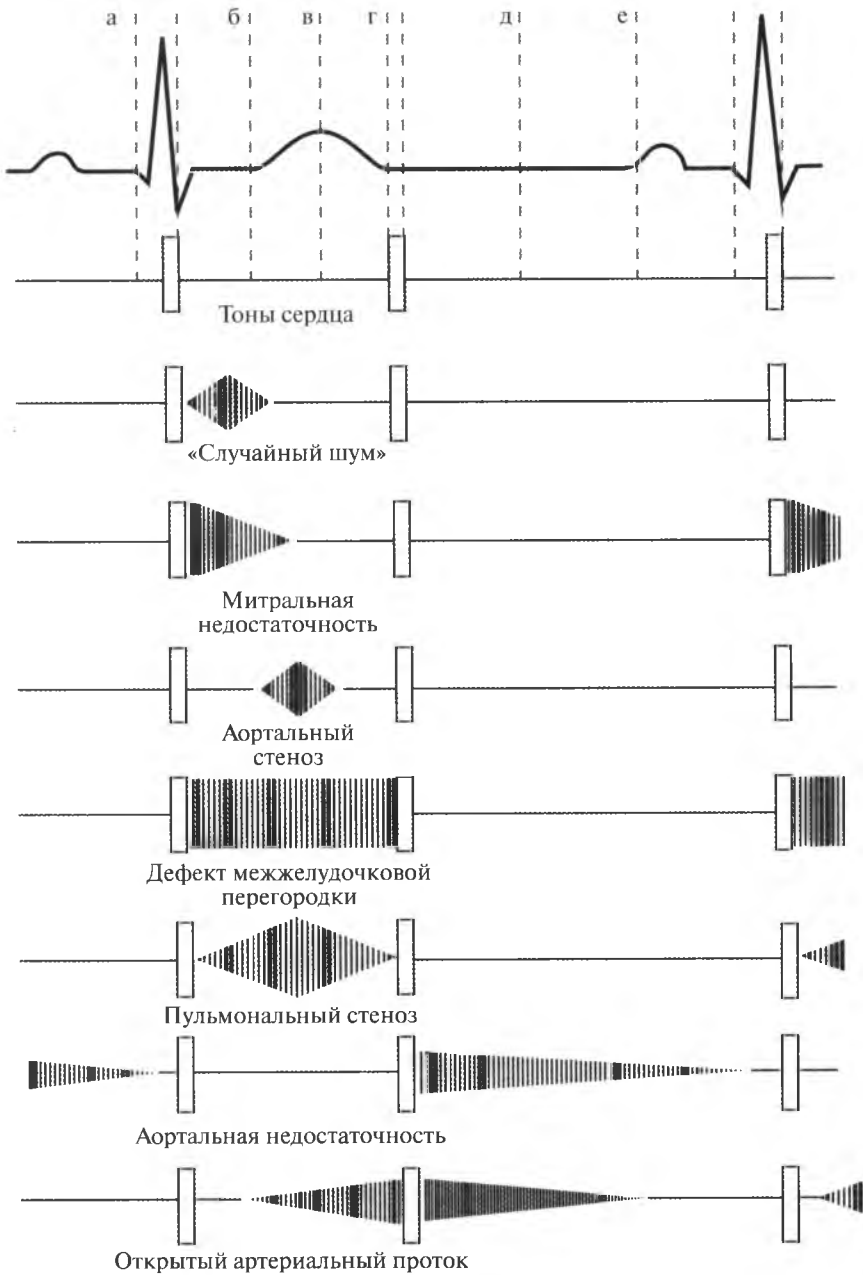 а б в г д е
Тоны сердца
«Случайный шум»
Митральная
недостаточность
Аортальный
стеноз
Дефект межжелудочковой
перегородки
Пульмональный стеноз
Аортальная недостаточность
Открытый артериальный проток